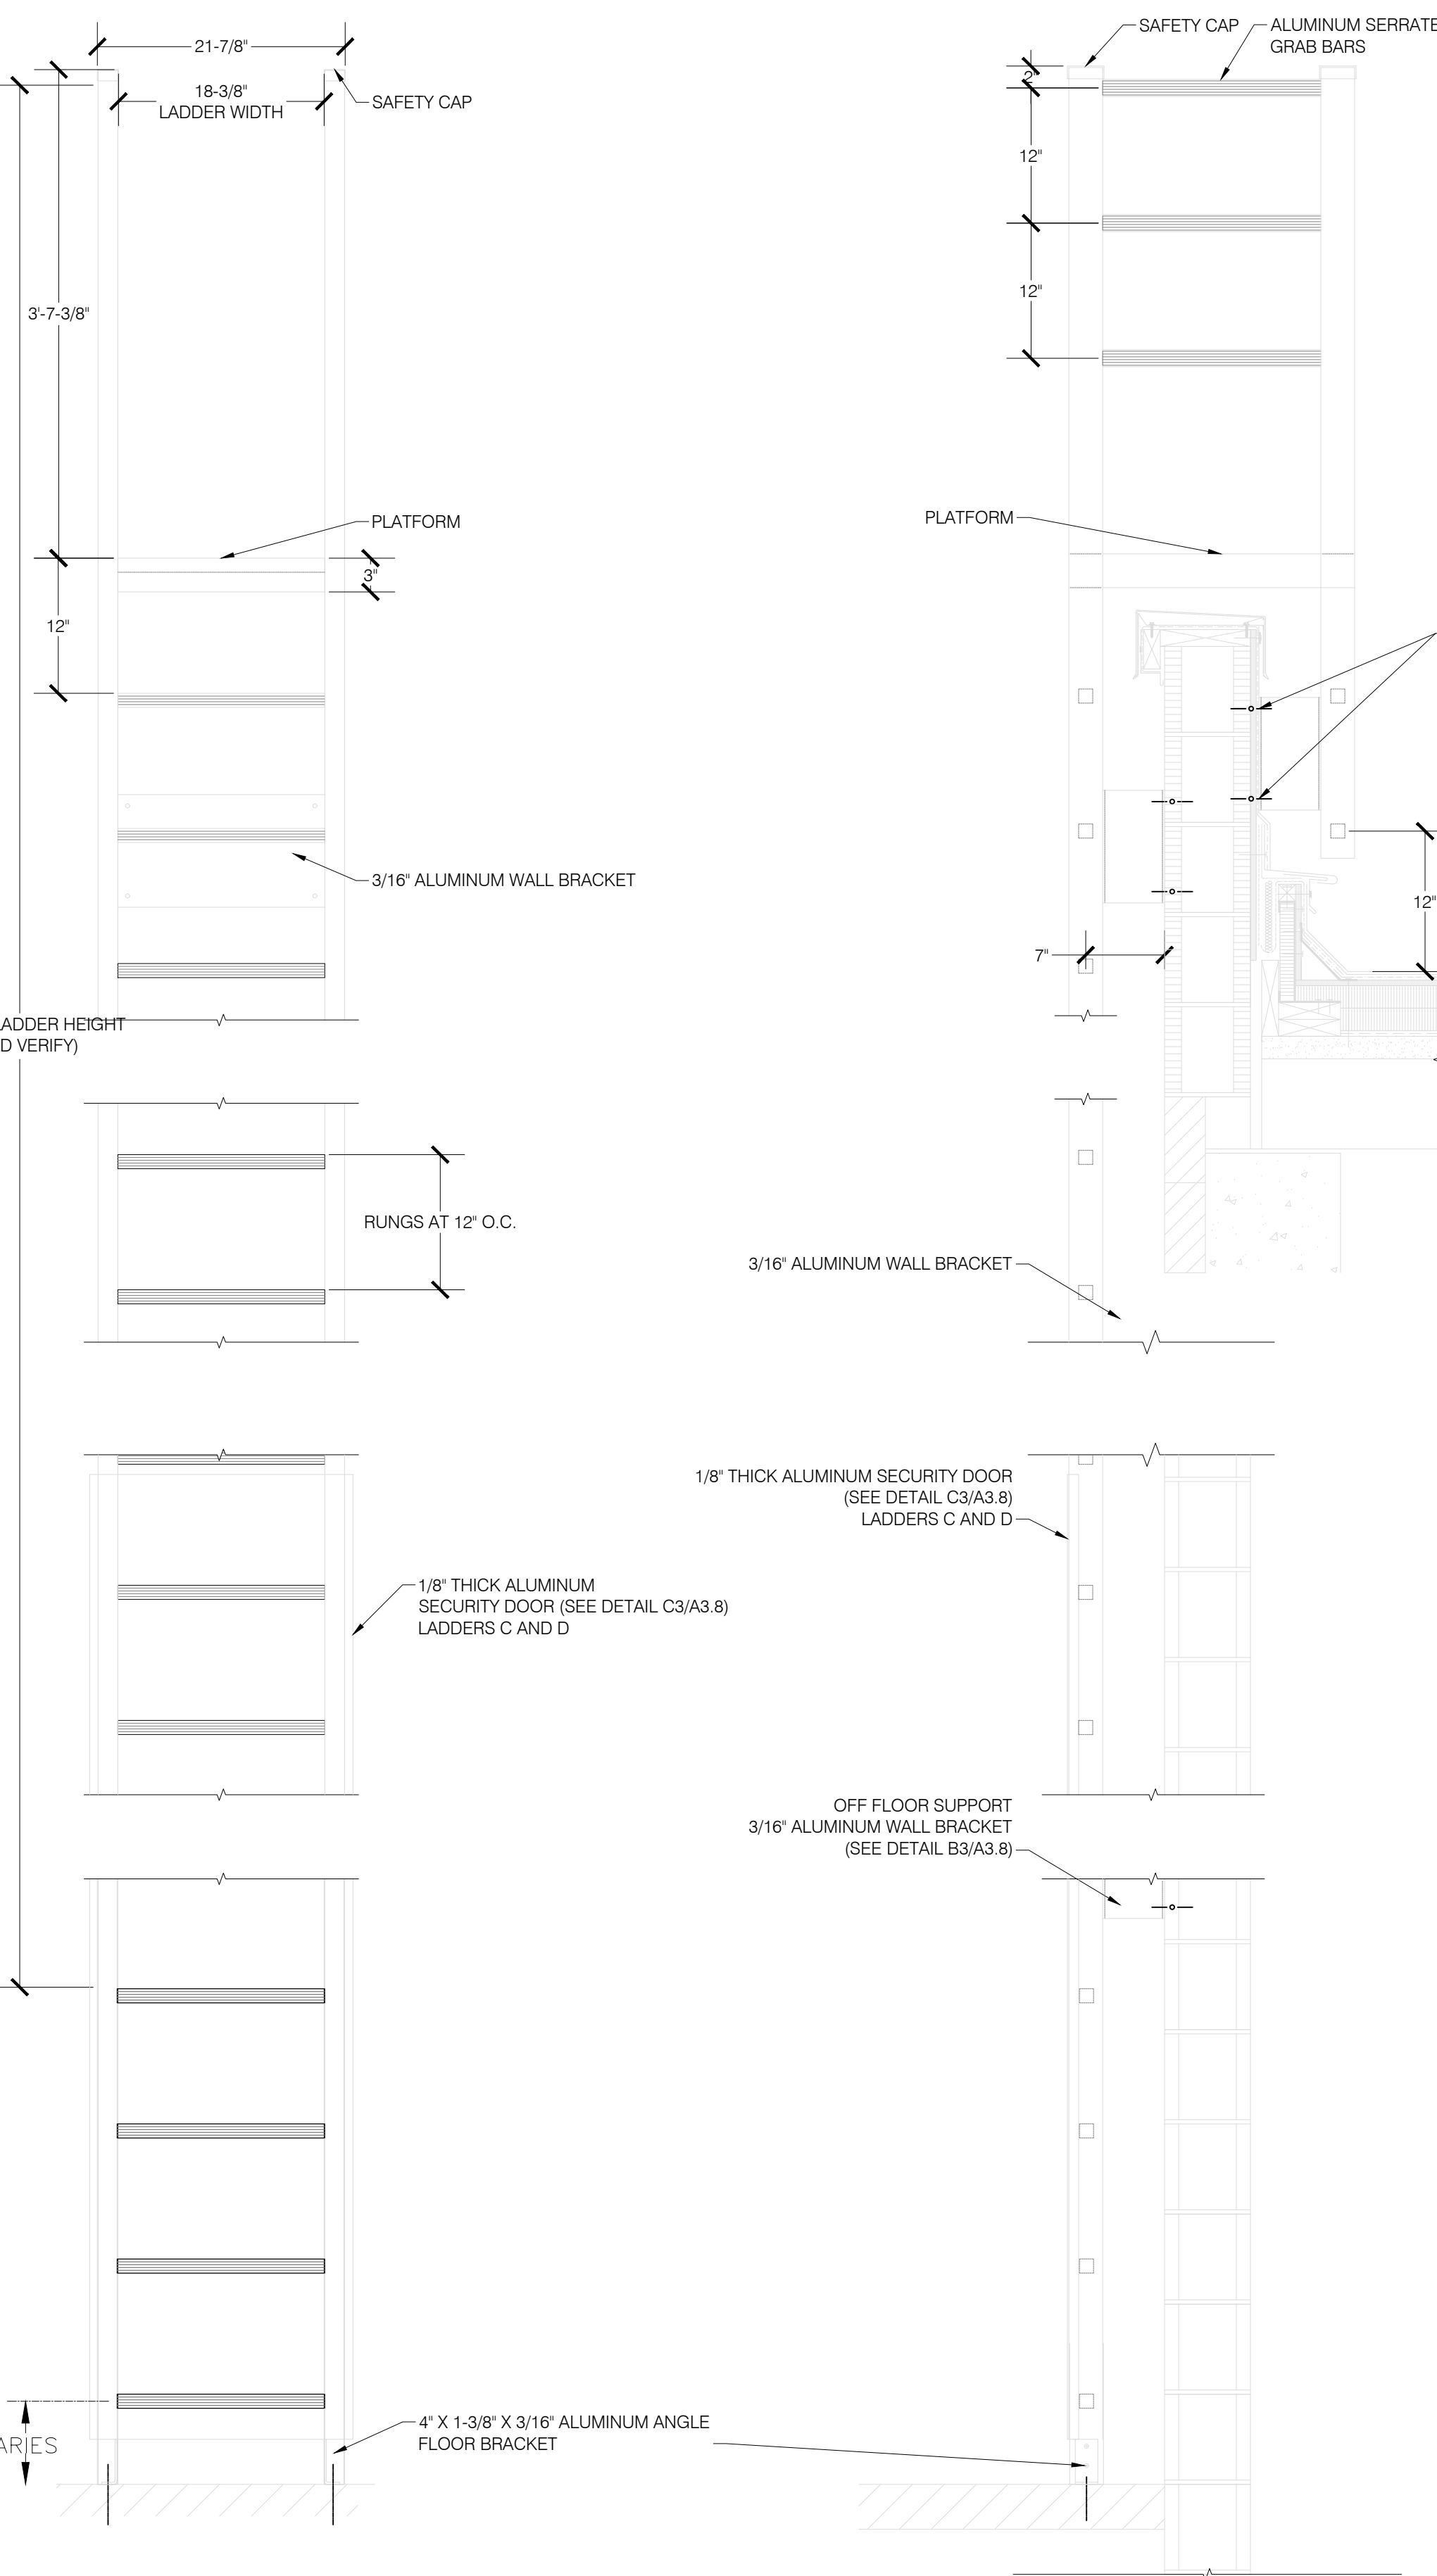 21-7/8"
18-3/8"
LADDER WIDTH
SAFETY CAP
3'-7-3/8"
PLATFORM
3"
12"
3/16" ALUMINUM WALL BRACKET
ADDER HEIGHT
D VERIFY)
RUNGS AT 12" O.C.
1/8" THICK ALUMINUM
SECURITY DOOR (SEE DETAIL C3/A3.8)
LADDERS C AND D
ARIES
4" X 1-3/8" X 3/16" ALUMINUM ANGLE
FLOOR BRACKET
SAFETY CAP
ALUMINUM SERRATE
GRAB BARS
2"
12"
12"
PLATFORM
12"
7"
3/16" ALUMINUM WALL BRACKET
1/8" THICK ALUMINUM SECURITY DOOR
(SEE DETAIL C3/A3.8)
LADDERS C AND D
OFF FLOOR SUPPORT
3/16" ALUMINUM WALL BRACKET
(SEE DETAIL B3/A3.8)